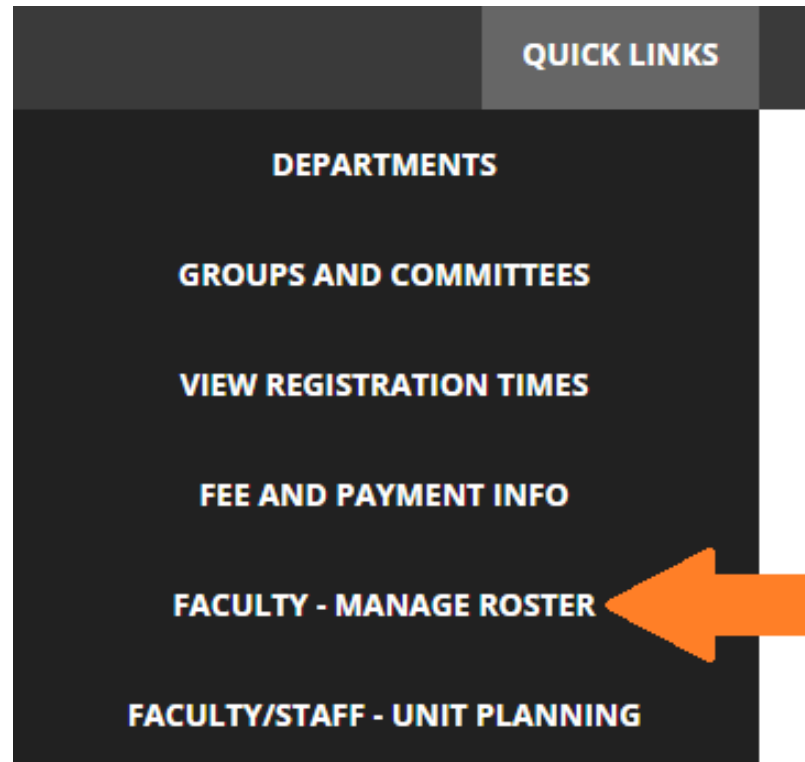 QUICK LINKS
DEPARTMENTS
GROUPS AND COMMITTEES
VIEW REGISTRATION TIMES
FEE AND PAYMENT INFO
FACULTY - MANAGE ROSTER
FACULTY/STAFF - UNIT PLANNING